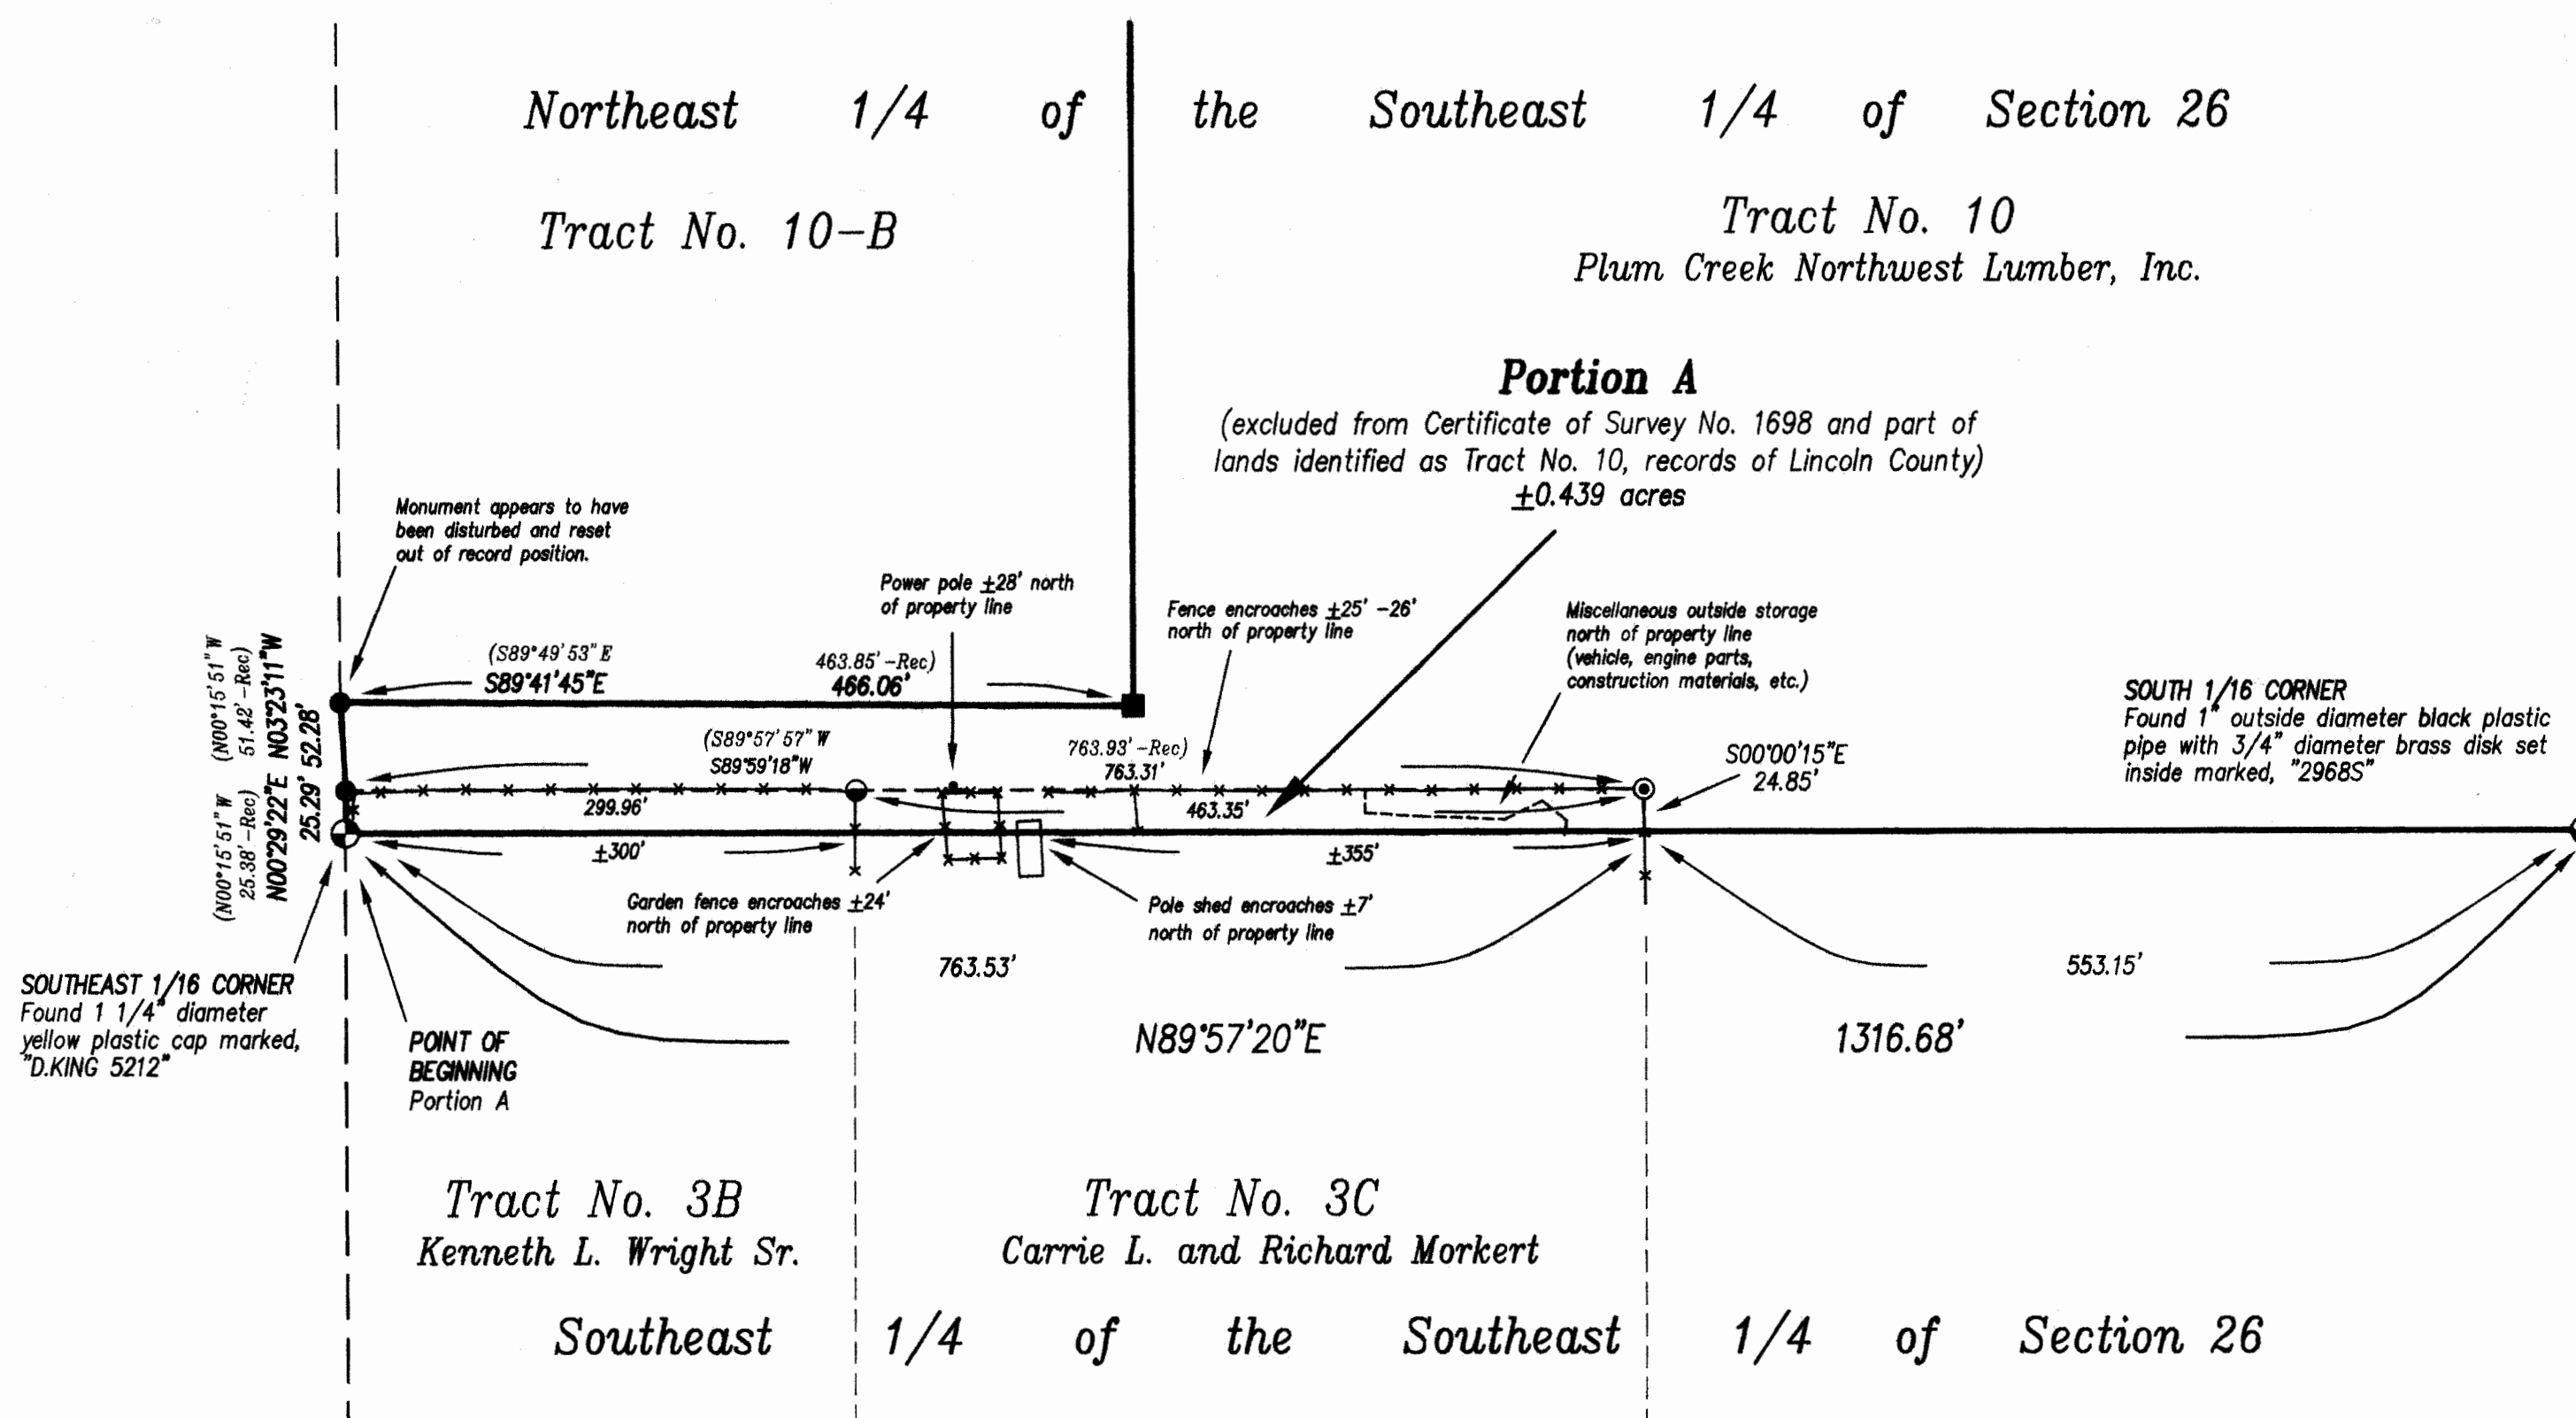 Northeast 1/4 of the Southeast 1/4 of Section 26
Tract No. 10-B
Tract No. 10
Plum Creek Northwest Lumber, Inc.
Portion A
(excluded from Certificate of Survey No. 1698 and part of
lands identified as Tract No. 10, records of Lincoln County)
±0.439 acres
Monument appears to have
been disturbed and reset
out of record position.
Power pole ±28' north
of property line
Fence encroaches ±25' -26'
north of property line
Miscellaneous outside storage
north of property line
(vehicle, engine parts,
construction materials, etc.)
SOUTH 1/16 CORNER
Found 1" outside diameter black plastic
pipe with 3/4" diameter brass disk set
inside marked, "2968S"
(N00°15'51"W
51.42'-Rec)
N03°23'11"W
52.28'
(N00°15'51"W
25.38'-Rec)
N00°29'22"E
25.29'
(S89°49'53"E 463.85'-Rec)
S89°41'45"E 466.06'
(S89°57'57"W 763.93'-Rec)
S89°59'18"W 763.31'
S00°00'15"E
24.85'
299.96'
463.35'
±300'
±355'
Garden fence encroaches ±24'
north of property line
Pole shed encroaches ±7'
north of property line
763.53'
553.15'
SOUTHEAST 1/16 CORNER
Found 1 1/4" diameter
yellow plastic cap marked,
"D.KING 5212"
POINT OF
BEGINNING
Portion A
N89°57'20"E 1316.68'
Tract No. 3B
Kenneth L. Wright Sr.
Tract No. 3C
Carrie L. and Richard Morkert
Southeast 1/4 of the Southeast 1/4 of Section 26